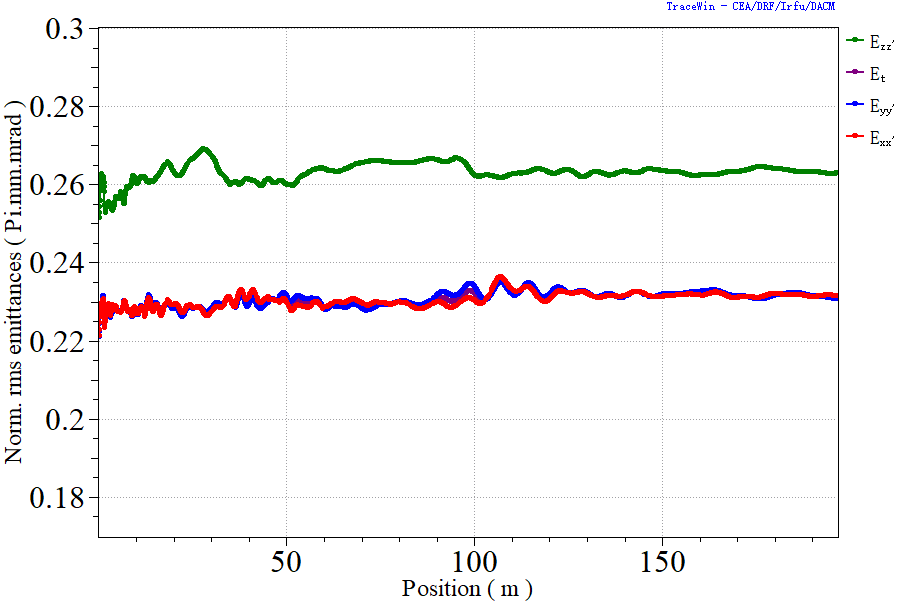 TraceWin - CEA/DRF/Irfu/DACM
Norm. rms emittances ( Pi.mm.mrad )
0.3
0.28
0.26
0.24
0.22
0.2
0.18
50
100
150
Position ( m )
Ezz'
Et
Eyy'
Exx'